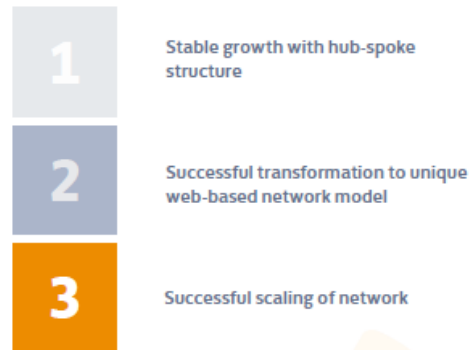 1
Stable growth with hub-spoke
structure
2
Successful transformation to unique
web-based network model
3
Successful scaling of network